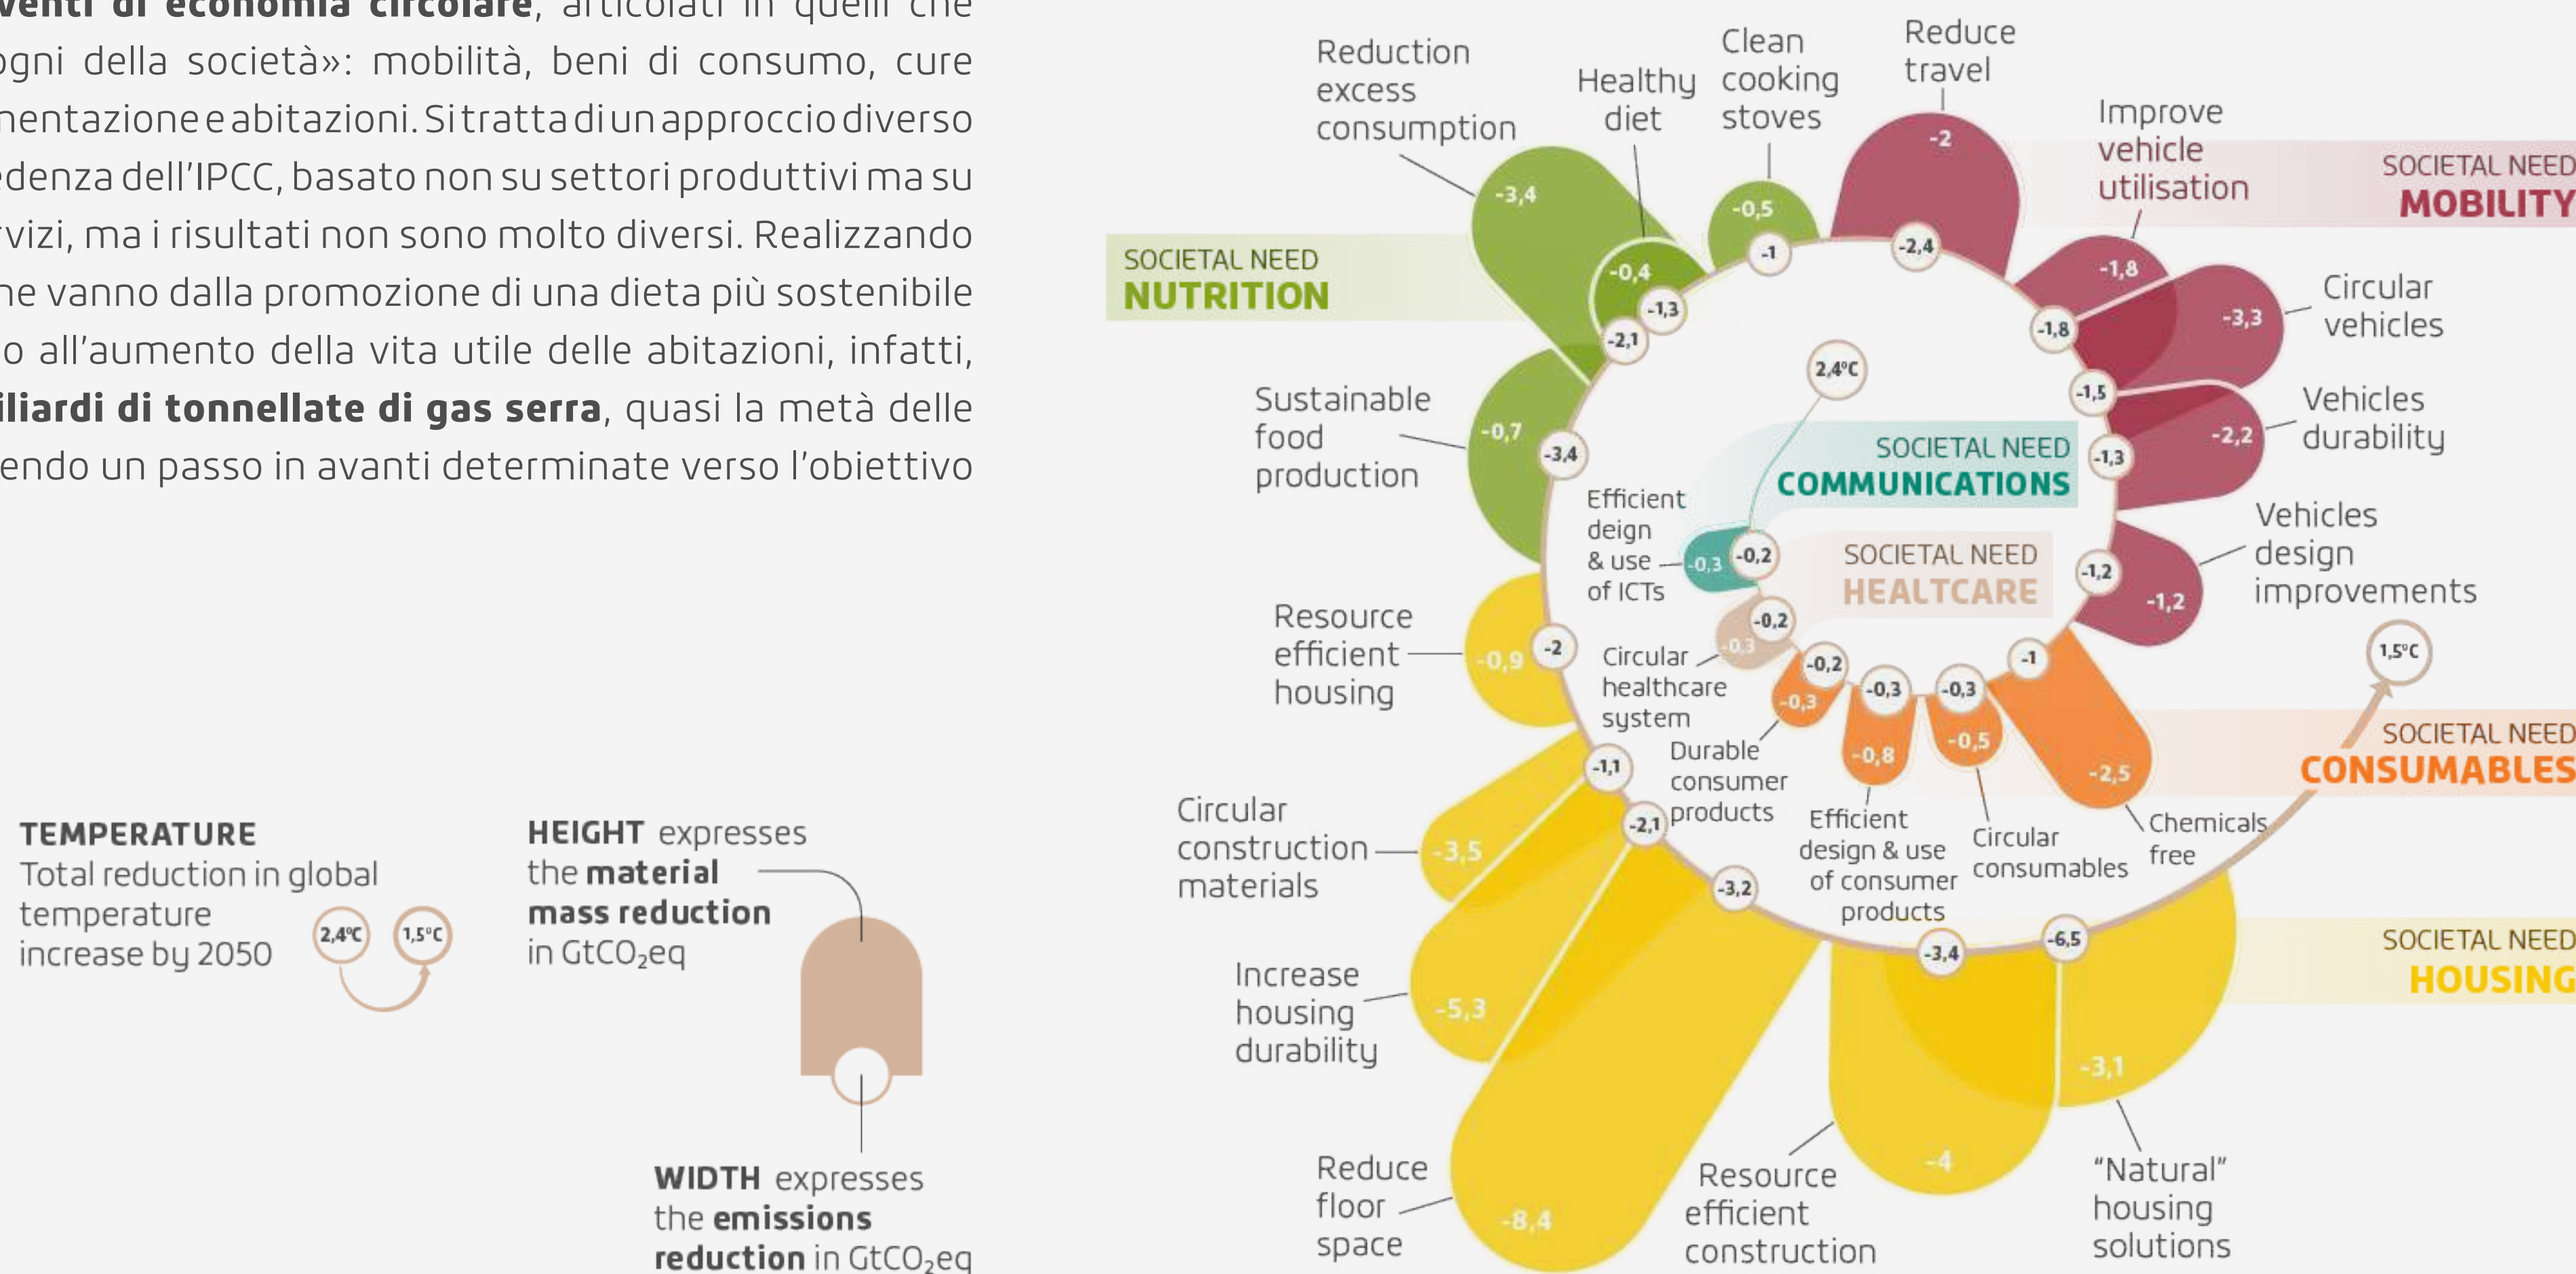 venti di economia circolare, articolati in quelli che
ogni della società»: mobilità, beni di consumo, cure
mentazione e abitazioni. Si tratta di un approccio diverso
edenza dell'IPCC, basato non su settori produttivi ma su
rvizi, ma i risultati non sono molto diversi. Realizzando
ne vanno dalla promozione di una dieta più sostenibile
o all'aumento della vita utile delle abitazioni, infatti,
iliardi di tonnellate di gas serra, quasi la metà delle
endo un passo in avanti determinate verso l'obiettivo
TEMPERATURE
Total reduction in global
temperature
increase by 2050
2,4°C
1,5°C
HEIGHT expresses
the material
mass reduction
in GtCO₂eq
WIDTH expresses
the emissions
reduction in GtCO₂eq
SOCIETAL NEED
NUTRITION
Reduction
excess
consumption
-3,4
-2,1
Healthy
diet
-0,4
-1,3
Clean
cooking
stoves
-0,5
-1
Sustainable
food
production
-0,7
-3,4
SOCIETAL NEED
MOBILITY
Reduce
travel
-2
-2,4
Improve
vehicle
utilisation
-1,8
-1,8
Circular
vehicles
-3,3
-1,5
Vehicles
durability
-2,2
-1,3
Vehicles
design
improvements
-1,2
-1,2
2,4°C
SOCIETAL NEED
COMMUNICATIONS
Efficient
deign
& use
of ICTs
-0,3
-0,2
SOCIETAL NEED
HEALTCARE
Circular
healthcare
system
-0,3
-0,2
1,5°C
SOCIETAL NEED
CONSUMABLES
Durable
consumer
products
-0,3
-0,2
Efficient
design & use
of consumer
products
-0,8
-0,3
Circular
consumables
-0,5
-0,3
Chemicals
free
-2,5
-1
SOCIETAL NEED
HOUSING
Resource
efficient
housing
-0,9
-2
Circular
construction
materials
-3,5
-1,1
Increase
housing
durability
-5,3
-2,1
Reduce
floor
space
-8,4
-3,2
Resource
efficient
construction
-4
-3,4
"Natural"
housing
solutions
-3,1
-6,5